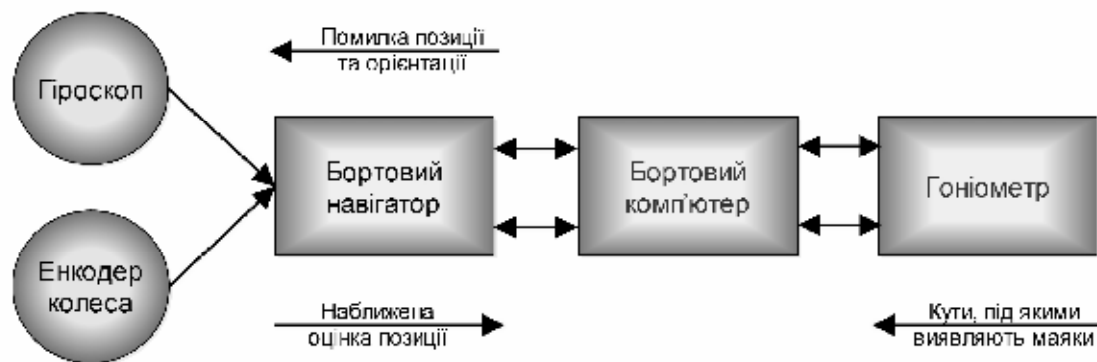 Гіроскоп
Помилка позиції
та орієнтації
Бортовий
навігатор
Бортовий
комп'ютер
Гоніометр
Енкодер
колеса
Наближена
оцінка позиції
Кути, під якими
виявляють маяки